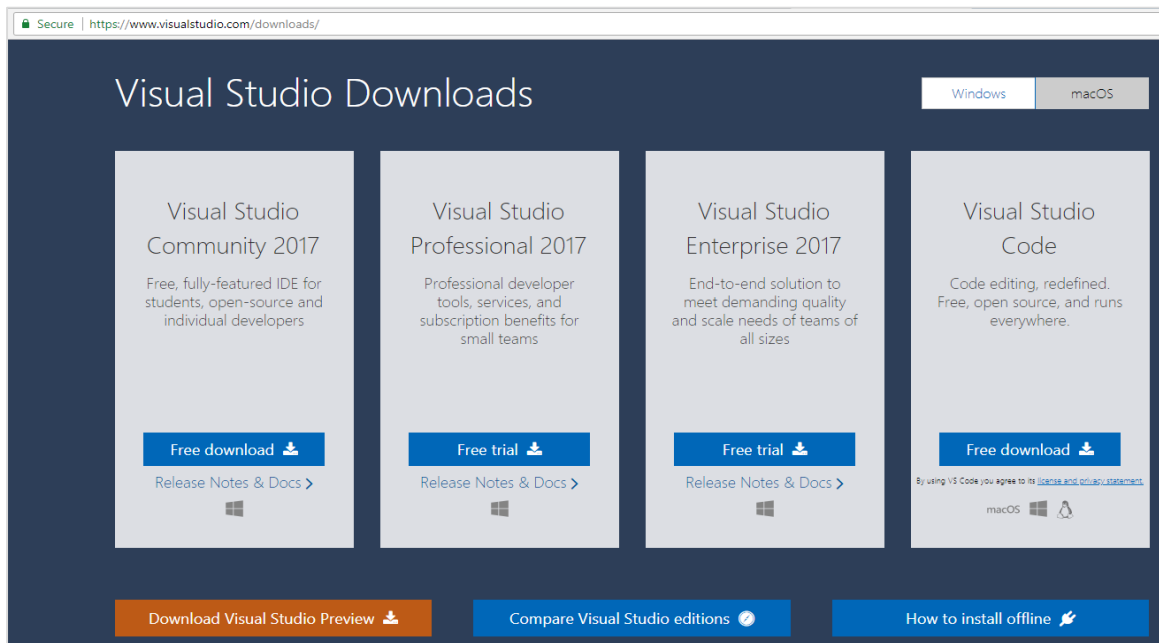 Secure | https://www.visualstudio.com/downloads/
Visual Studio Downloads
Windows
macOS
Visual Studio
Community 2017
Free, fully-featured IDE for
students, open-source and
individual developers
Free download
Release Notes & Docs >
Visual Studio
Professional 2017
Professional developer
tools, services, and
subscription benefits for
small teams
Free trial
Release Notes & Docs >
Visual Studio
Enterprise 2017
End-to-end solution to
meet demanding quality
and scale needs of teams of
all sizes
Free trial
Release Notes & Docs >
Visual Studio
Code
Code editing, redefined.
Free, open source, and runs
everywhere.
Free download
By using VS Code you agree to its license and privacy statement.
macOS
Download Visual Studio Preview
Compare Visual Studio editions
How to install offline